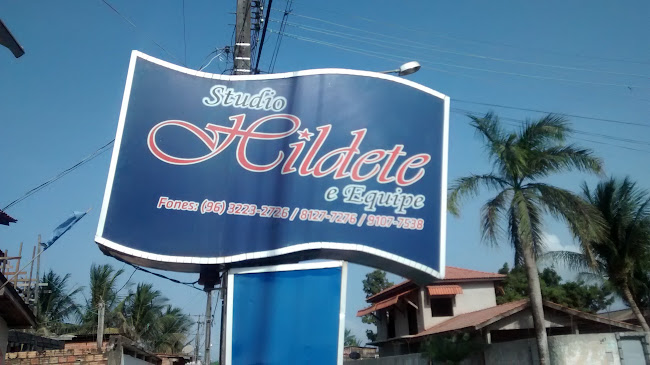 Studio
Hildete
e Equipe
Fones: (96) 3223-2726 / 8127-7276 / 9107-7538